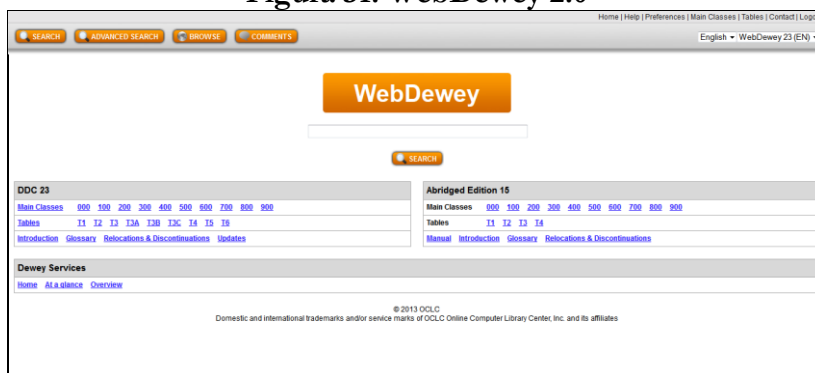 Figura 31: WebDewey 2.0
Home | Help | Preferences | Main Classes | Tables | Contact | Logo
SEARCH ADVANCED SEARCH BROWSE COMMENTS English WebDewey 23 (EN)
WebDewey
SEARCH
DDC 23
Main Classes 000 100 200 300 400 500 600 700 800 900
Tables T1 T2 T3 T3A T3B T3C T4 T5 T6
Introduction Glossary Relocations & Discontinuations Updates
Abridged Edition 15
Main Classes 000 100 200 300 400 500 600 700 800 900
Tables T1 T2 T3 T4
Manual Introduction Glossary Relocations & Discontinuations
Dewey Services
Home At a glance Overview
© 2013 OCLC
Domestic and international trademarks and/or service marks of OCLC Online Computer Library Center, Inc. and its affiliates